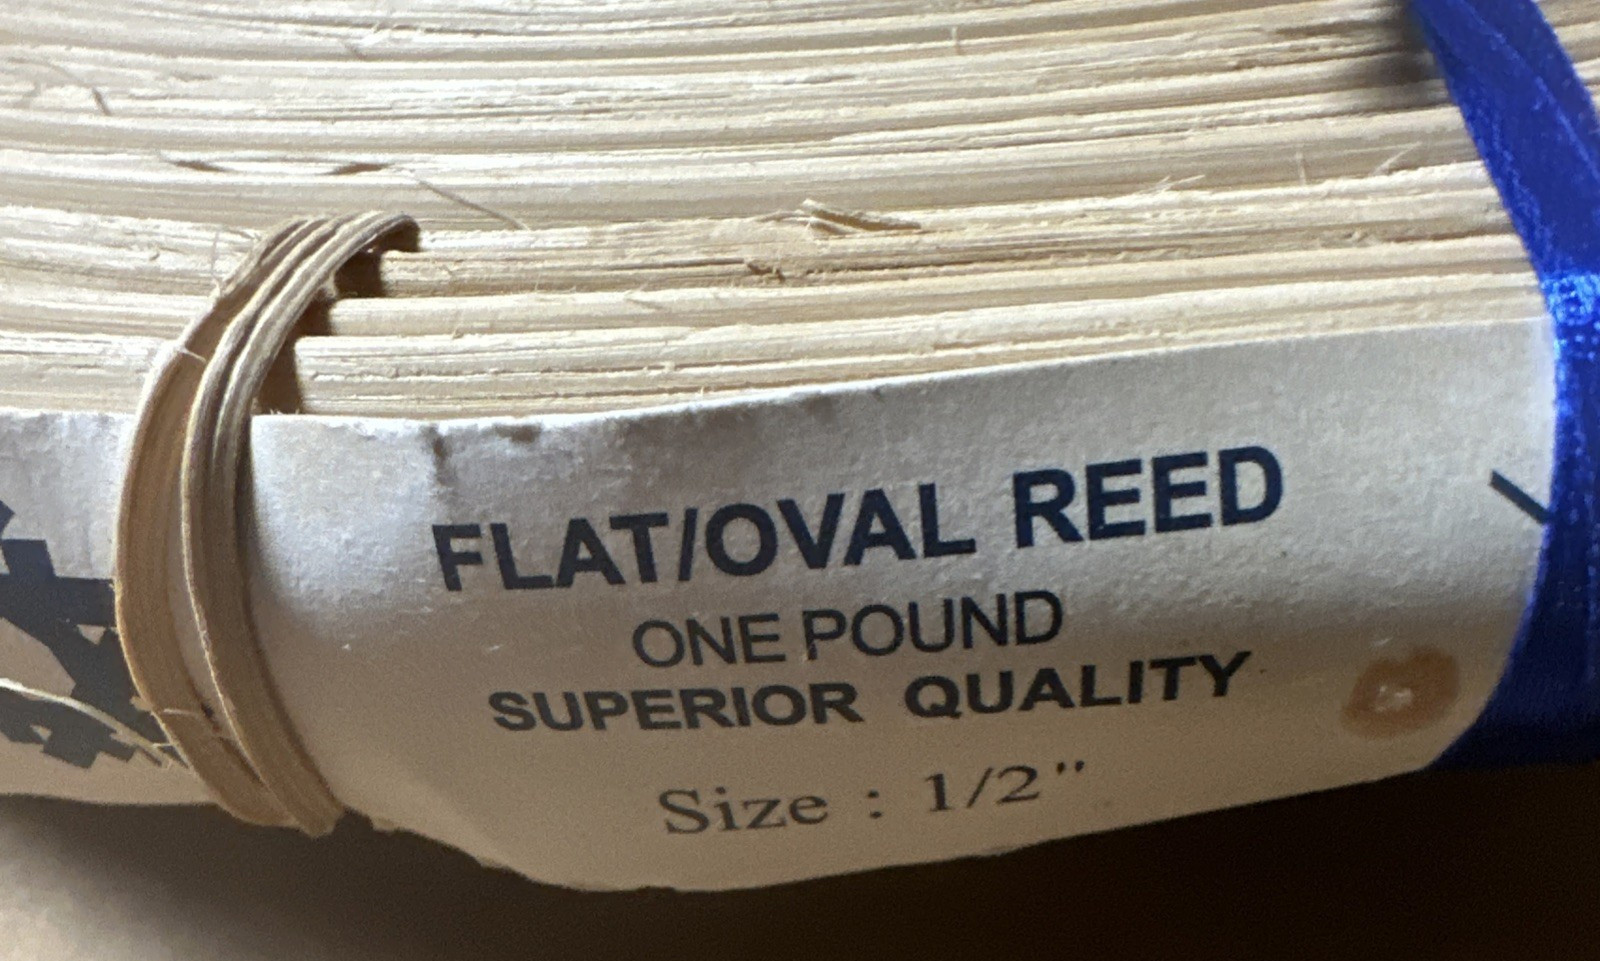 FLAT/OVAL REED
ONE POUND
SUPERIOR QUALITY
Size : 1/2"